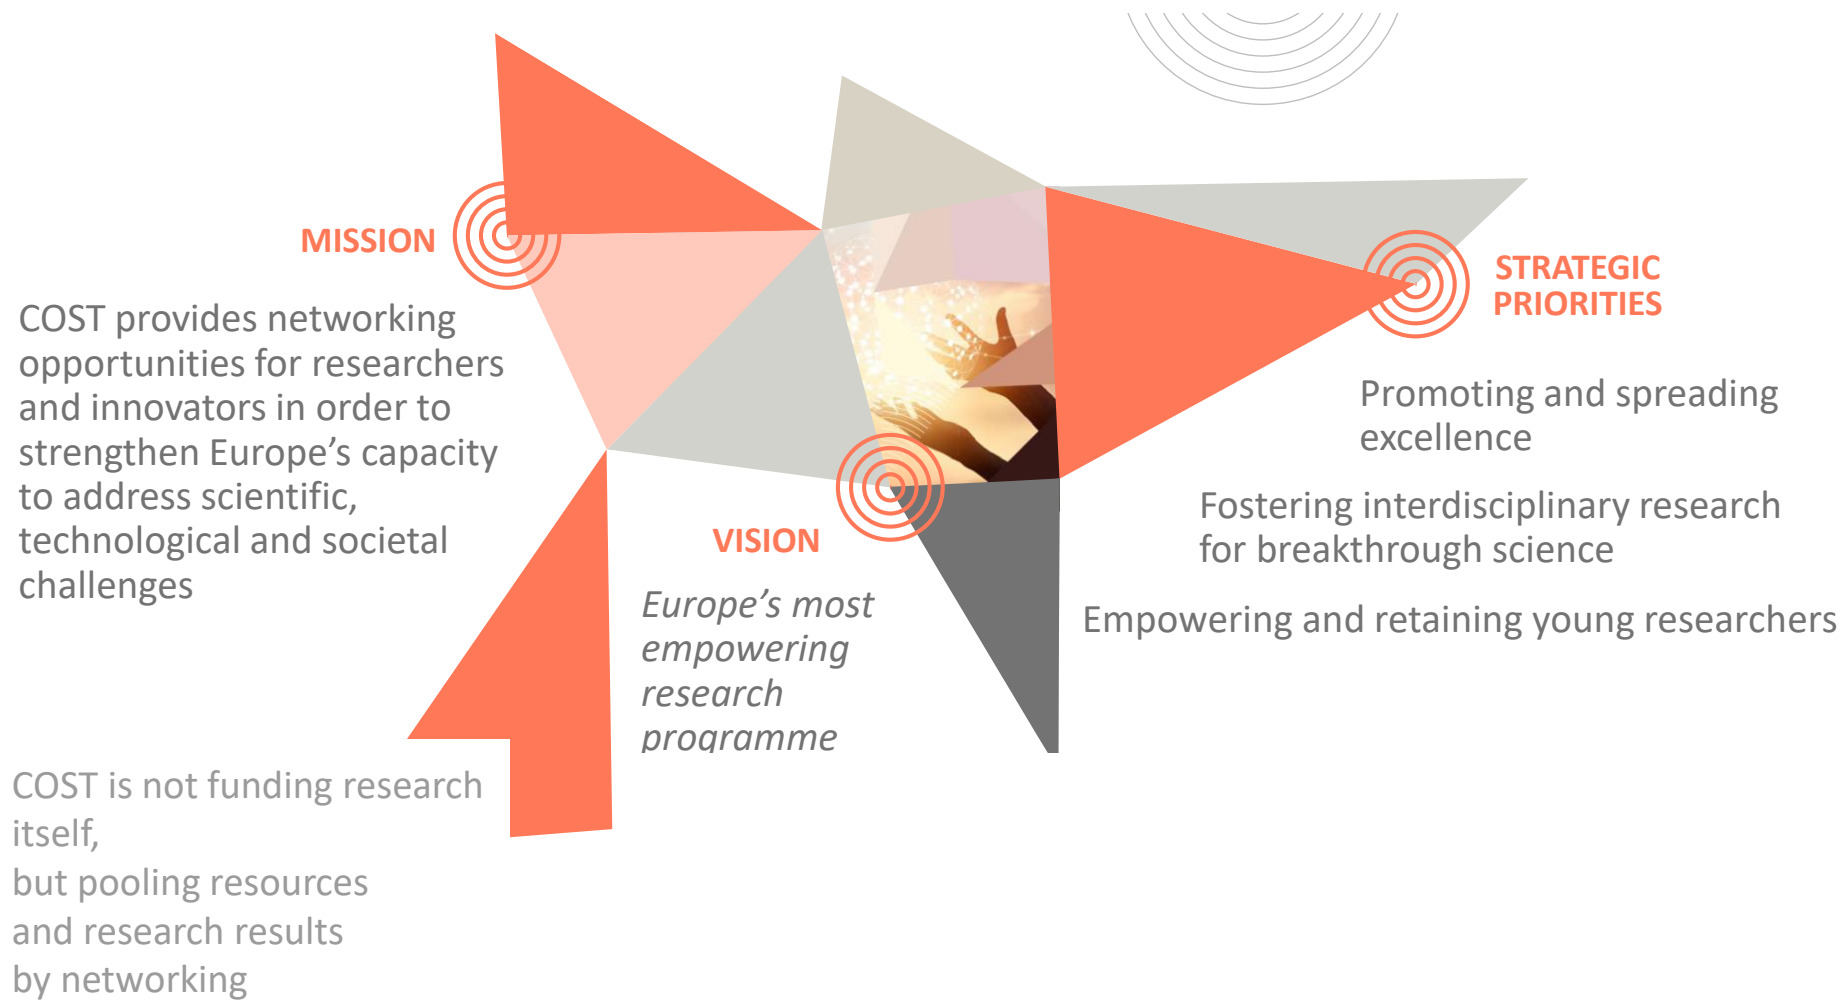 MISSION
COST provides networking
opportunities for researchers
and innovators in order to
strengthen Europe’s capacity
to address scientific,
technological and societal
challenges
VISION
Europe’s most
empowering
research
programme
STRATEGIC
PRIORITIES
Promoting and spreading
excellence
Fostering interdisciplinary research
for breakthrough science
Empowering and retaining young researchers
COST is not funding research
itself,
but pooling resources
and research results
by networking